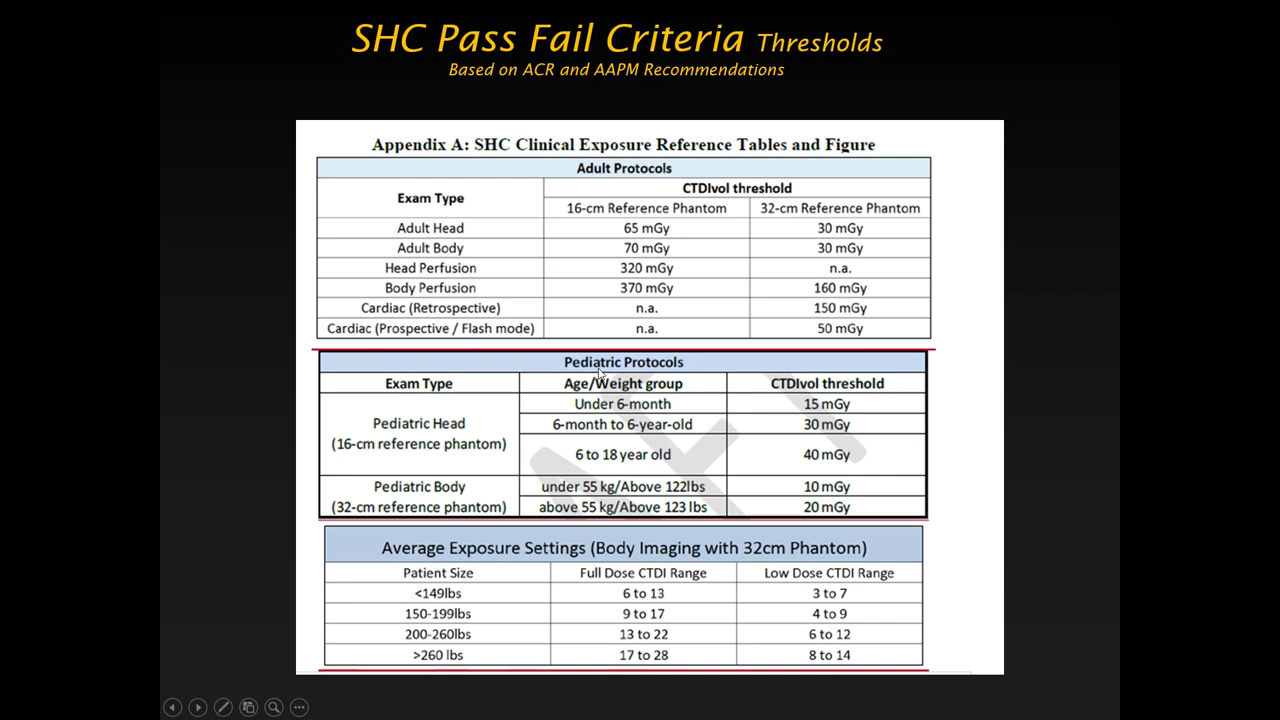 SHC Pass Fail Criteria Thresholds
Based on ACR and AAPM Recommendations
Appendix A: SHC Clinical Exposure Reference Tables and Figure
Adult Protocols
Exam Type CTDIvol threshold
16-cm Reference Phantom 32-cm Reference Phantom
Adult Head 65 mGy 30 mGy
Adult Body 70 mGy 30 mGy
Head Perfusion 320 mGy n.a.
Body Perfusion 370 mGy 160 mGy
Cardiac (Retrospective) n.a. 150 mGy
Cardiac (Prospective / Flash mode) n.a. 50 mGy
Pediatric Protocols
Exam Type Age/Weight group CTDIvol threshold
Pediatric Head
(16-cm reference phantom)
Under 6-month 15 mGy
6-month to 6-year-old 30 mGy
6 to 18 year old 40 mGy
Pediatric Body
(32-cm reference phantom)
under 55 kg/Above 122lbs 10 mGy
above 55 kg/Above 123 lbs 20 mGy
Average Exposure Settings (Body Imaging with 32cm Phantom)
Patient Size Full Dose CTDI Range Low Dose CTDI Range
<149lbs 6 to 13 3 to 7
150-199lbs 9 to 17 4 to 9
200-260lbs 13 to 22 6 to 12
>260 lbs 17 to 28 8 to 14